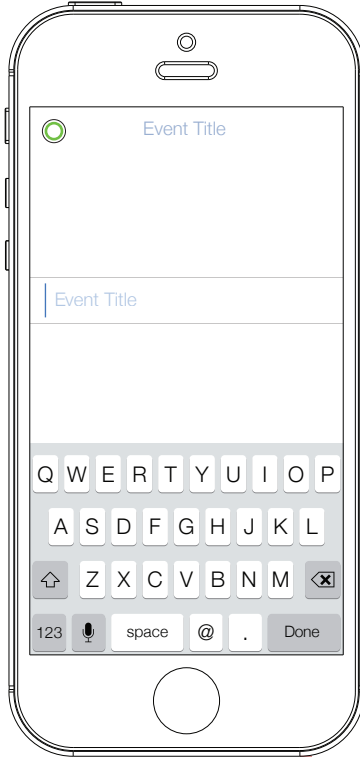 Event Title
Event Title
Q W E R T Y U I O P
A S D F G H J K L
Z X C V B N M
123 space @ . Done